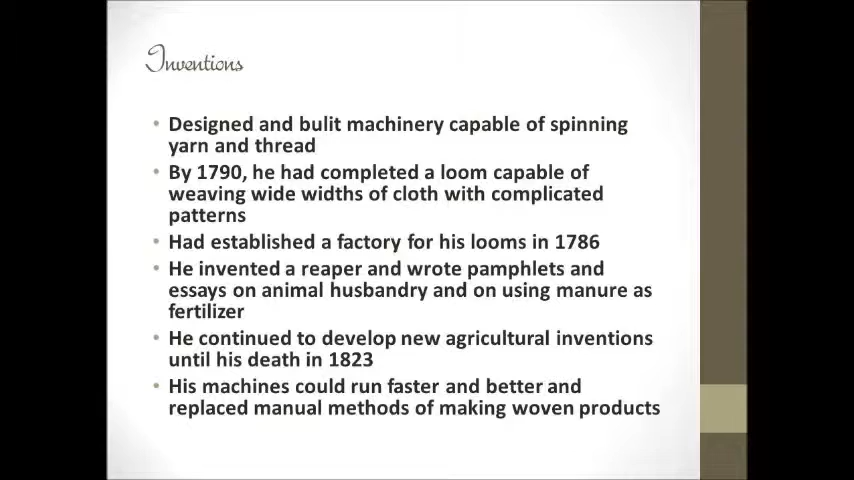 Inventions
• Designed and bulit machinery capable of spinning
yarn and thread
• By 1790, he had completed a loom capable of
weaving wide widths of cloth with complicated
patterns
• Had established a factory for his looms in 1786
• He invented a reaper and wrote pamphlets and
essays on animal husbandry and on using manure as
fertilizer
• He continued to develop new agricultural inventions
until his death in 1823
• His machines could run faster and better and
replaced manual methods of making woven products